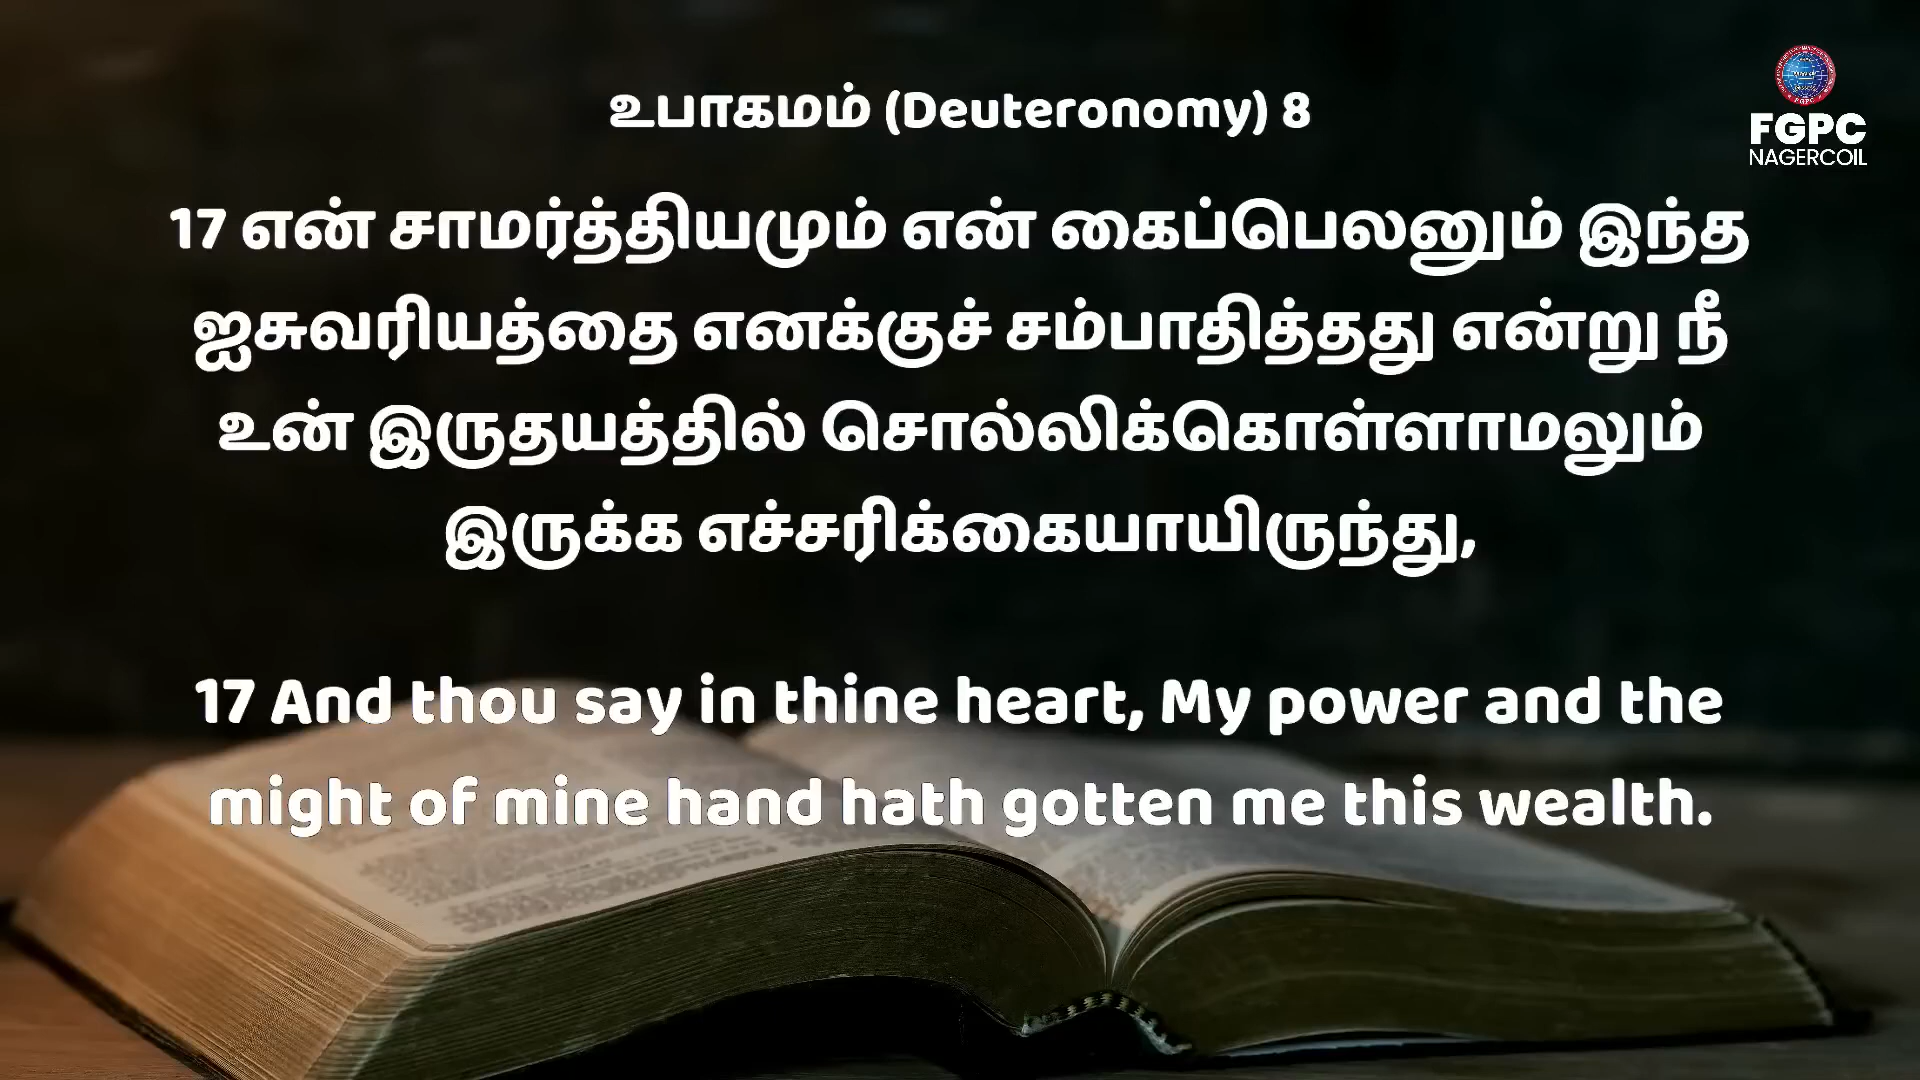 உபாகமம் (Deuteronomy) 8
FGPC
NAGERCOIL
17 என் சாமர்த்தியமும் என் கைப்பெலனும் இந்த
ஐசுவரியத்தை எனக்குச் சம்பாதித்தது என்று நீ
உன் இருதயத்தில் சொல்லிக்கொள்ளாமலும்
இருக்க எச்சரிக்கையாயிருந்து,
17 And thou say in thine heart, My power and the
might of mine hand hath gotten me this wealth.